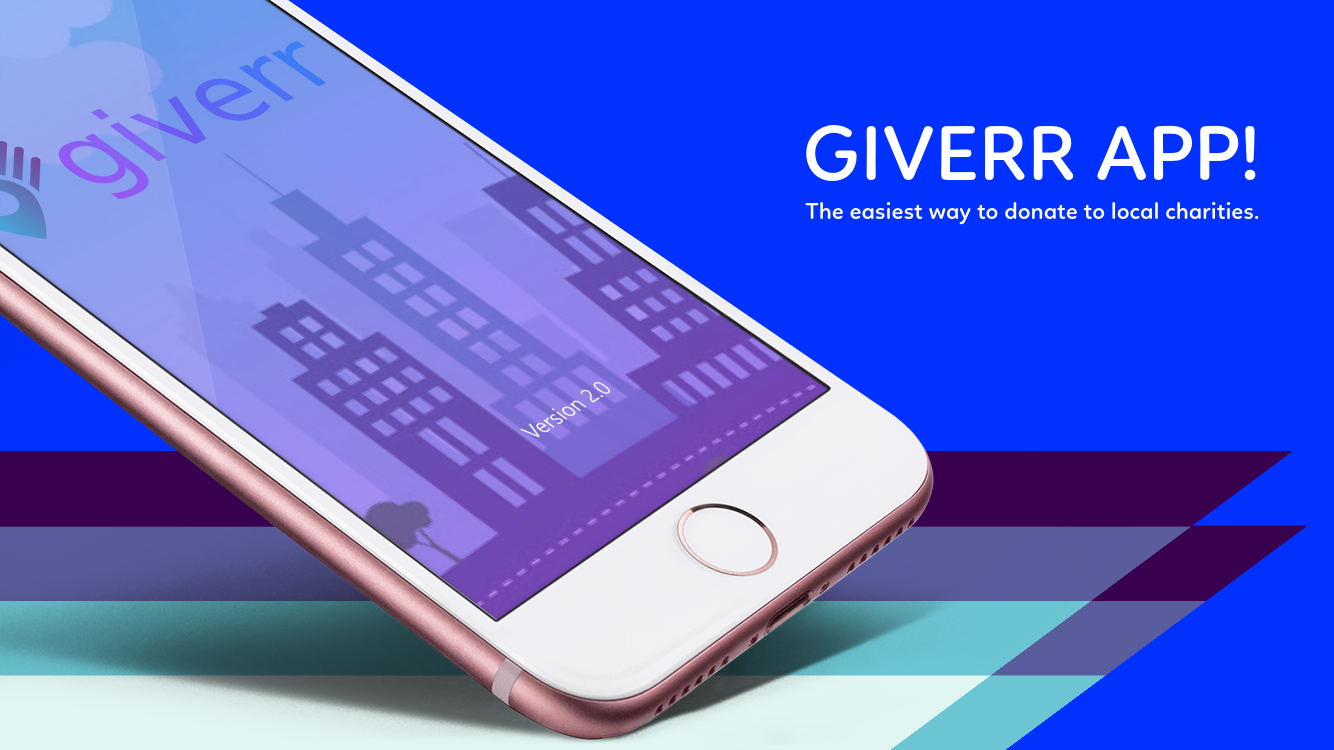 giverr
GIVERR APP!
The easiest way to donate to local charities.
Version 2.0